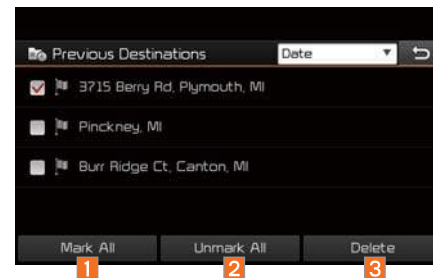 Previous Destinations Date
3715 Berry Rd, Plymouth, MI
Pinckney, MI
Burr Ridge Ct, Canton, MI
Mark All Unmark All Delete
1 2 3